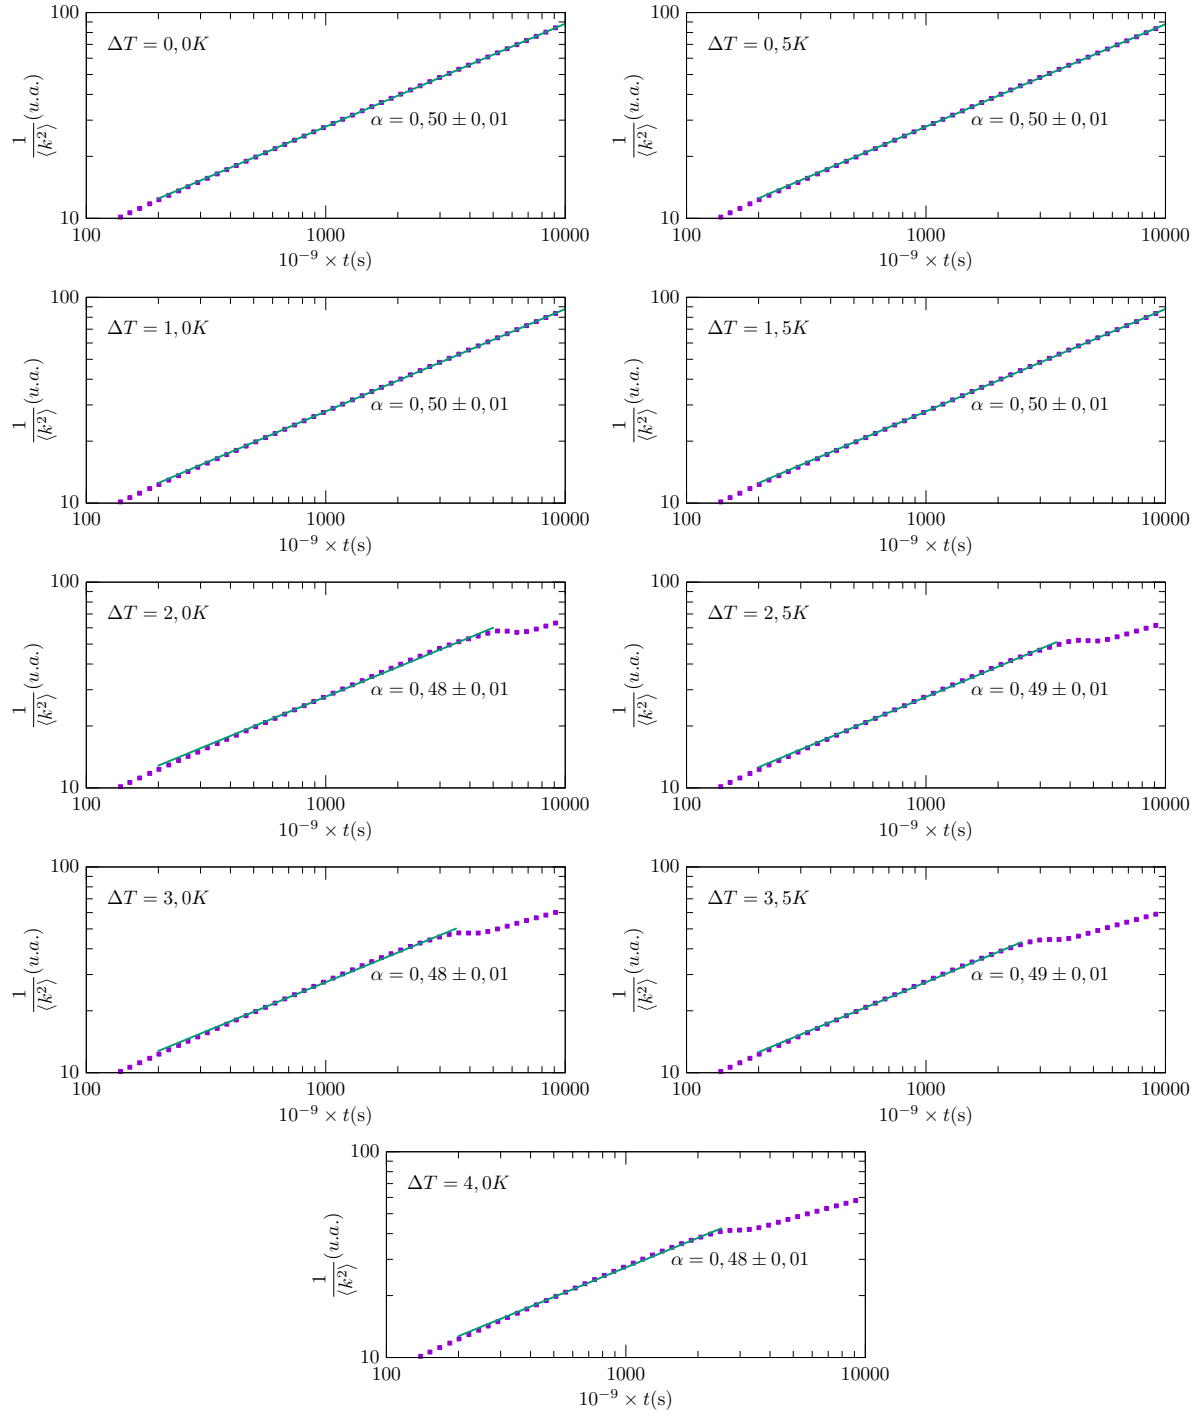 100
10
100
1000
10000
ΔT = 0,0K
α = 0,50 ± 0,01
1/⟨k²⟩ (u.a.)
10⁻⁹ × t(s)
100
10
100
1000
10000
ΔT = 0,5K
α = 0,50 ± 0,01
1/⟨k²⟩ (u.a.)
10⁻⁹ × t(s)
100
10
100
1000
10000
ΔT = 1,0K
α = 0,50 ± 0,01
1/⟨k²⟩ (u.a.)
10⁻⁹ × t(s)
100
10
100
1000
10000
ΔT = 1,5K
α = 0,50 ± 0,01
1/⟨k²⟩ (u.a.)
10⁻⁹ × t(s)
100
10
100
1000
10000
ΔT = 2,0K
α = 0,48 ± 0,01
1/⟨k²⟩ (u.a.)
10⁻⁹ × t(s)
100
10
100
1000
10000
ΔT = 2,5K
α = 0,49 ± 0,01
1/⟨k²⟩ (u.a.)
10⁻⁹ × t(s)
100
10
100
1000
10000
ΔT = 3,0K
α = 0,48 ± 0,01
1/⟨k²⟩ (u.a.)
10⁻⁹ × t(s)
100
10
100
1000
10000
ΔT = 3,5K
α = 0,49 ± 0,01
1/⟨k²⟩ (u.a.)
10⁻⁹ × t(s)
100
10
100
1000
10000
ΔT = 4,0K
α = 0,48 ± 0,01
1/⟨k²⟩ (u.a.)
10⁻⁹ × t(s)